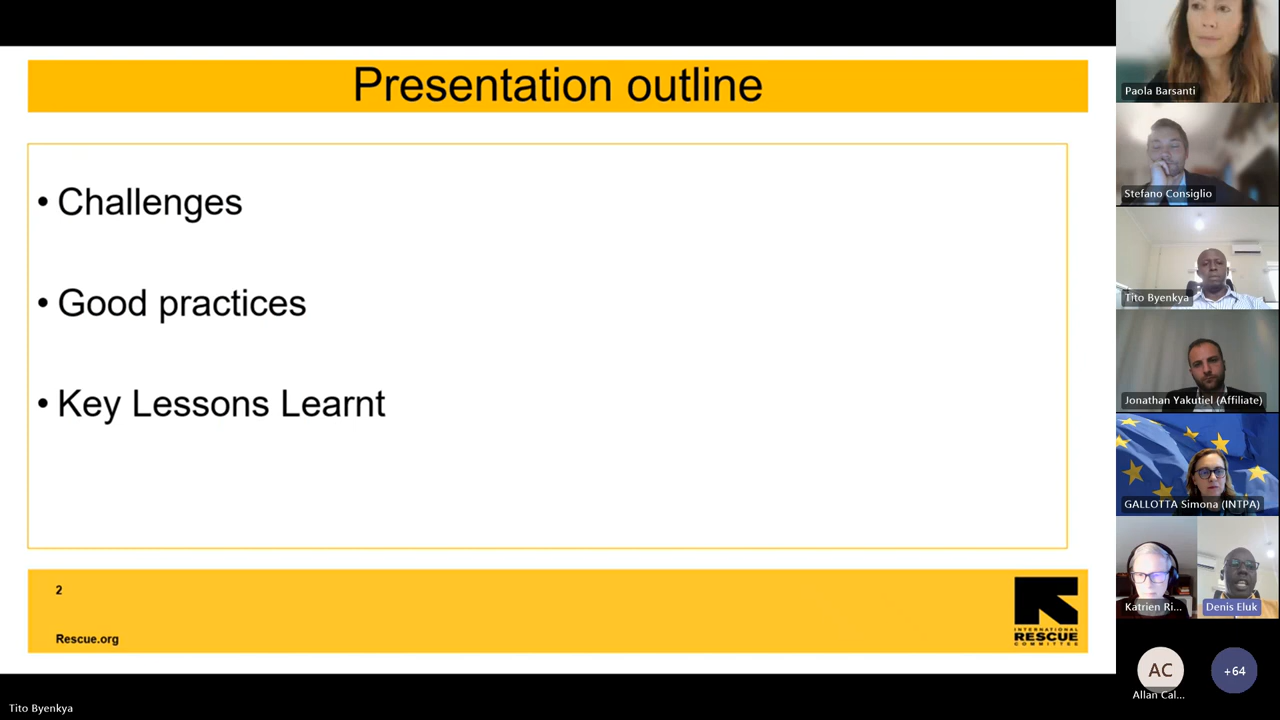 Presentation outline
• Challenges
• Good practices
• Key Lessons Learnt
2
Rescue.org
INTERNATIONAL
RESCUE
COMMITTEE
Tito Byenkya
Paola Barsanti
Stefano Consiglio
Tito Byenkya
Jonathan Yakutiel (Affiliate)
GALLOTTA Simona (INTPA)
Katrien Ri...
Denis Eluk
AC
Allan Cal...
+64